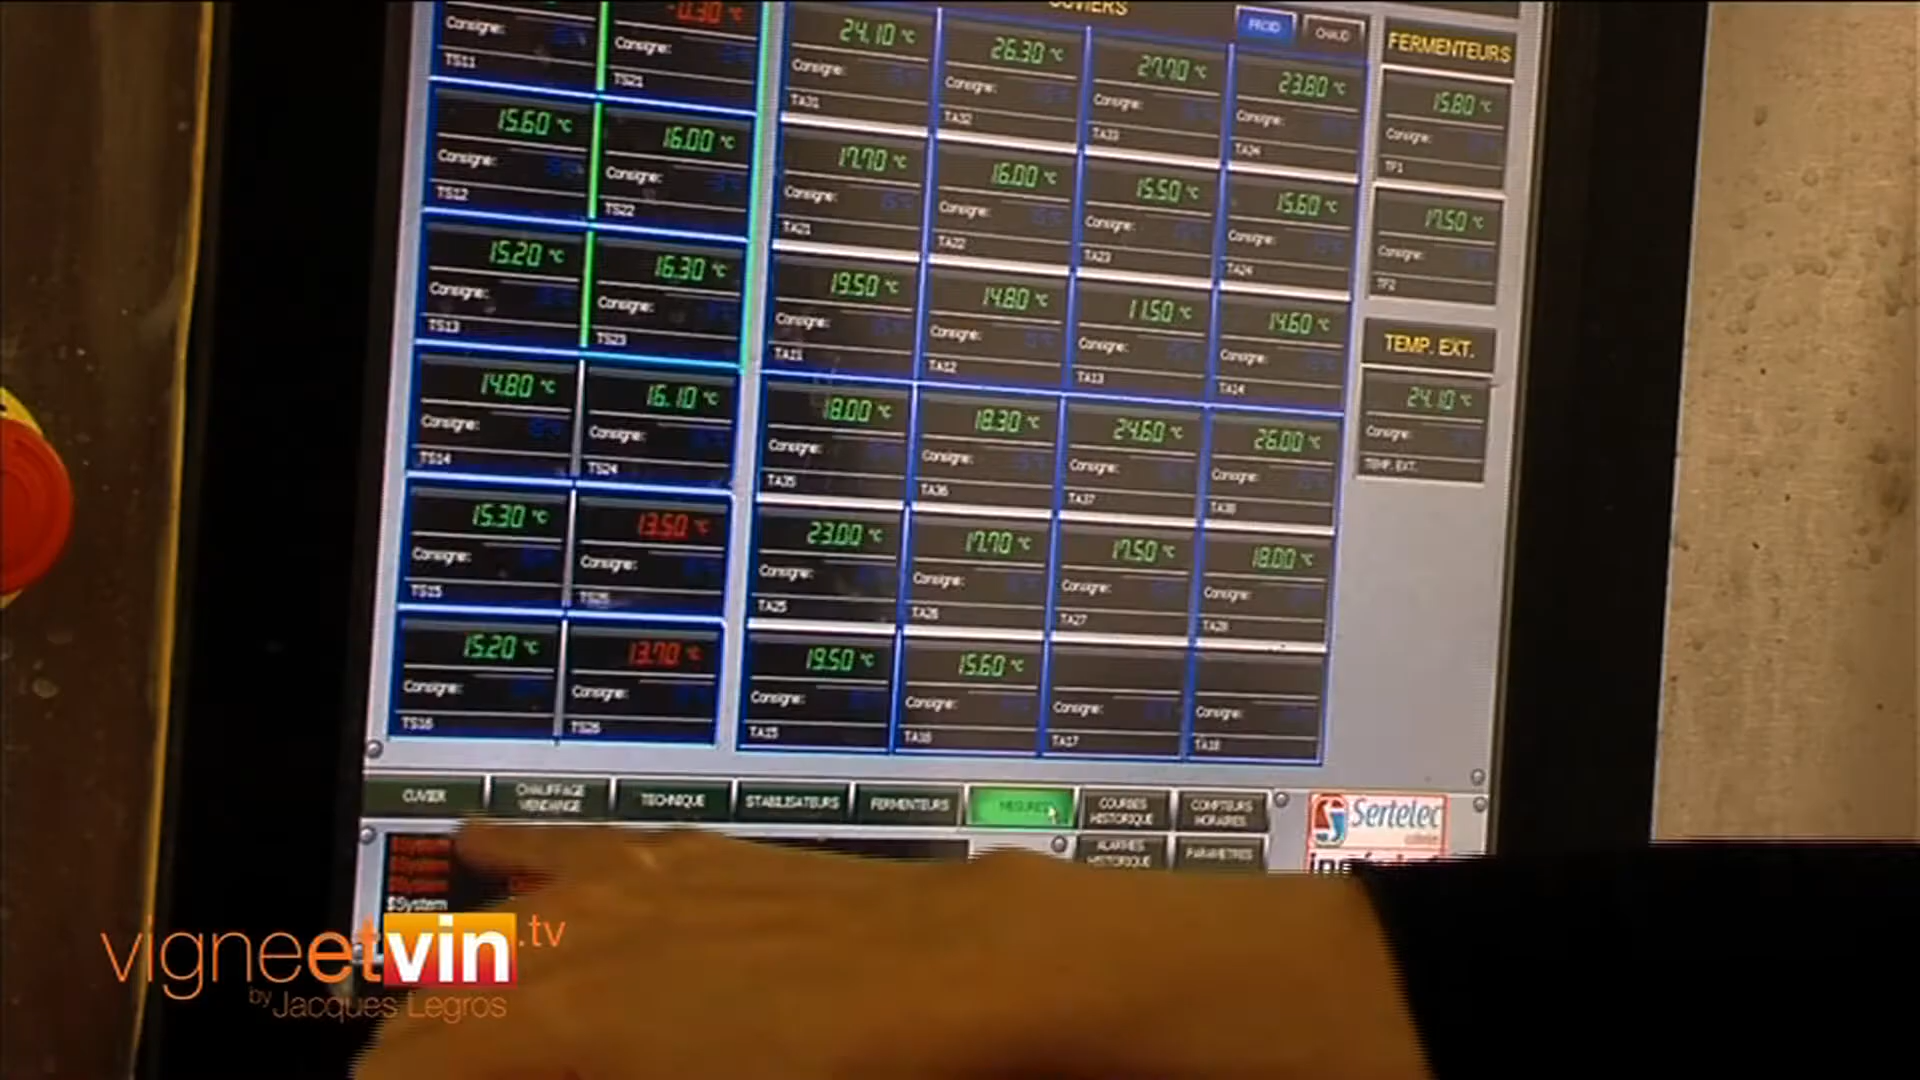 -0.30 °C
Consigne:
TS11
Consigne:
TS21
15.60 °C
Consigne:
TS12
16.00 °C
Consigne:
TS22
15.20 °C
Consigne:
TS13
16.30 °C
Consigne:
TS23
14.80 °C
Consigne:
TS14
16.10 °C
Consigne:
TS24
15.30 °C
Consigne:
TS15
13.50 °C
Consigne:
TS25
15.20 °C
Consigne:
TS16
13.70 °C
Consigne:
TS26
CUVIERS
FROID
CHAUD
24.10 °C
Consigne:
TA31
26.30 °C
Consigne:
TA32
27.70 °C
Consigne:
TA33
23.80 °C
Consigne:
TA34
17.70 °C
Consigne:
TA21
16.00 °C
Consigne:
TA22
15.50 °C
Consigne:
TA23
15.60 °C
Consigne:
TA24
19.50 °C
Consigne:
TA11
14.80 °C
Consigne:
TA12
11.50 °C
Consigne:
TA13
14.60 °C
Consigne:
TA14
18.00 °C
Consigne:
TA35
18.30 °C
Consigne:
TA36
24.60 °C
Consigne:
TA37
26.00 °C
Consigne:
TA38
23.00 °C
Consigne:
TA25
17.70 °C
Consigne:
TA26
17.50 °C
Consigne:
TA27
18.00 °C
Consigne:
TA28
19.50 °C
Consigne:
TA15
15.60 °C
Consigne:
TA16
Consigne:
TA17
Consigne:
TA18
FERMENTEURS
15.80 °C
Consigne:
TF1
17.50 °C
Consigne:
TF2
TEMP. EXT.
24.10 °C
Consigne:
TEMP. EXT.
CUVIER
CHAUFFAGE
VENDANGE
TECHNIQUE
STABILISATEURS
FERMENTEURS
MESURES
COURBES
HISTORIQUE
COMPTEURS
HORAIRES
ALARMES
HISTORIQUE
PARAMETRES
Sertelec
$System
$System
$System
$System
vigneetvin.tv
by Jacques Legros